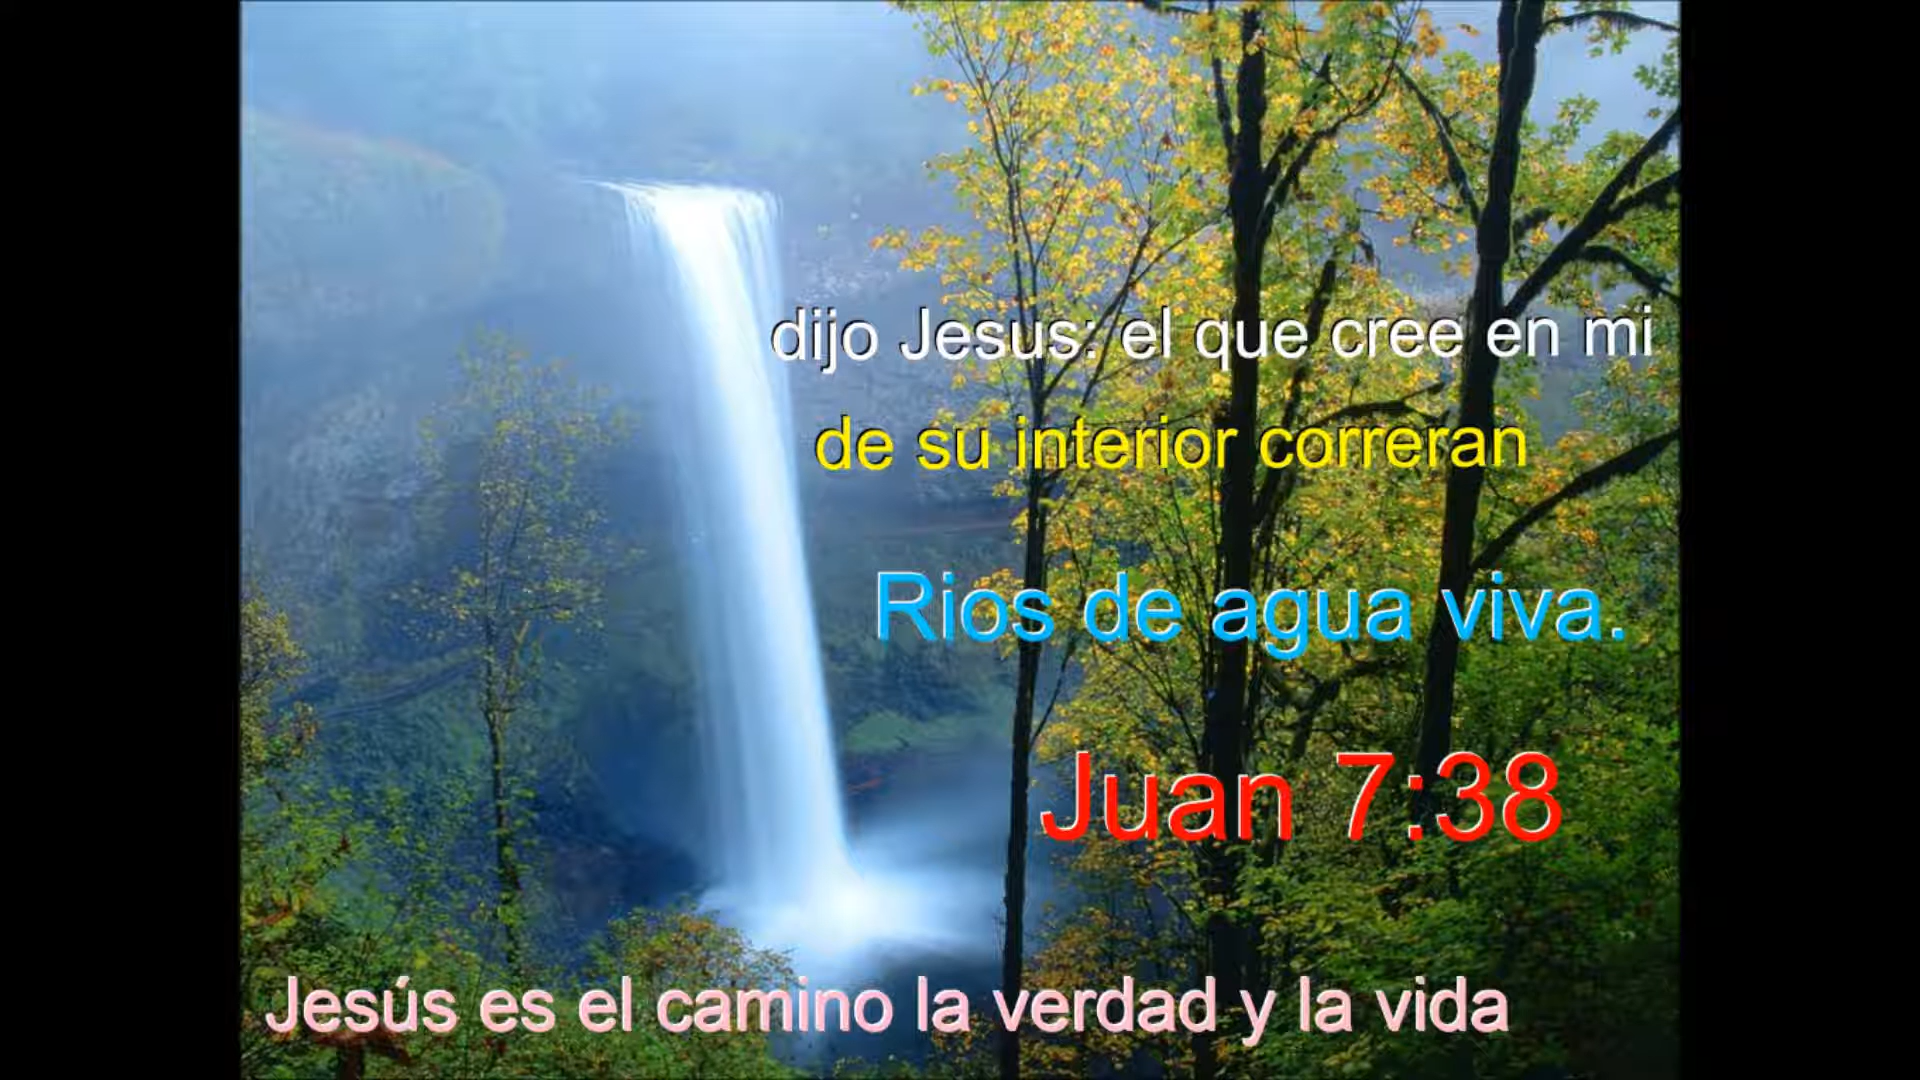 dijo Jesus: el que cree en mi
de su interior correran
Rios de agua viva.
Juan 7:38
Jesús es el camino la verdad y la vida